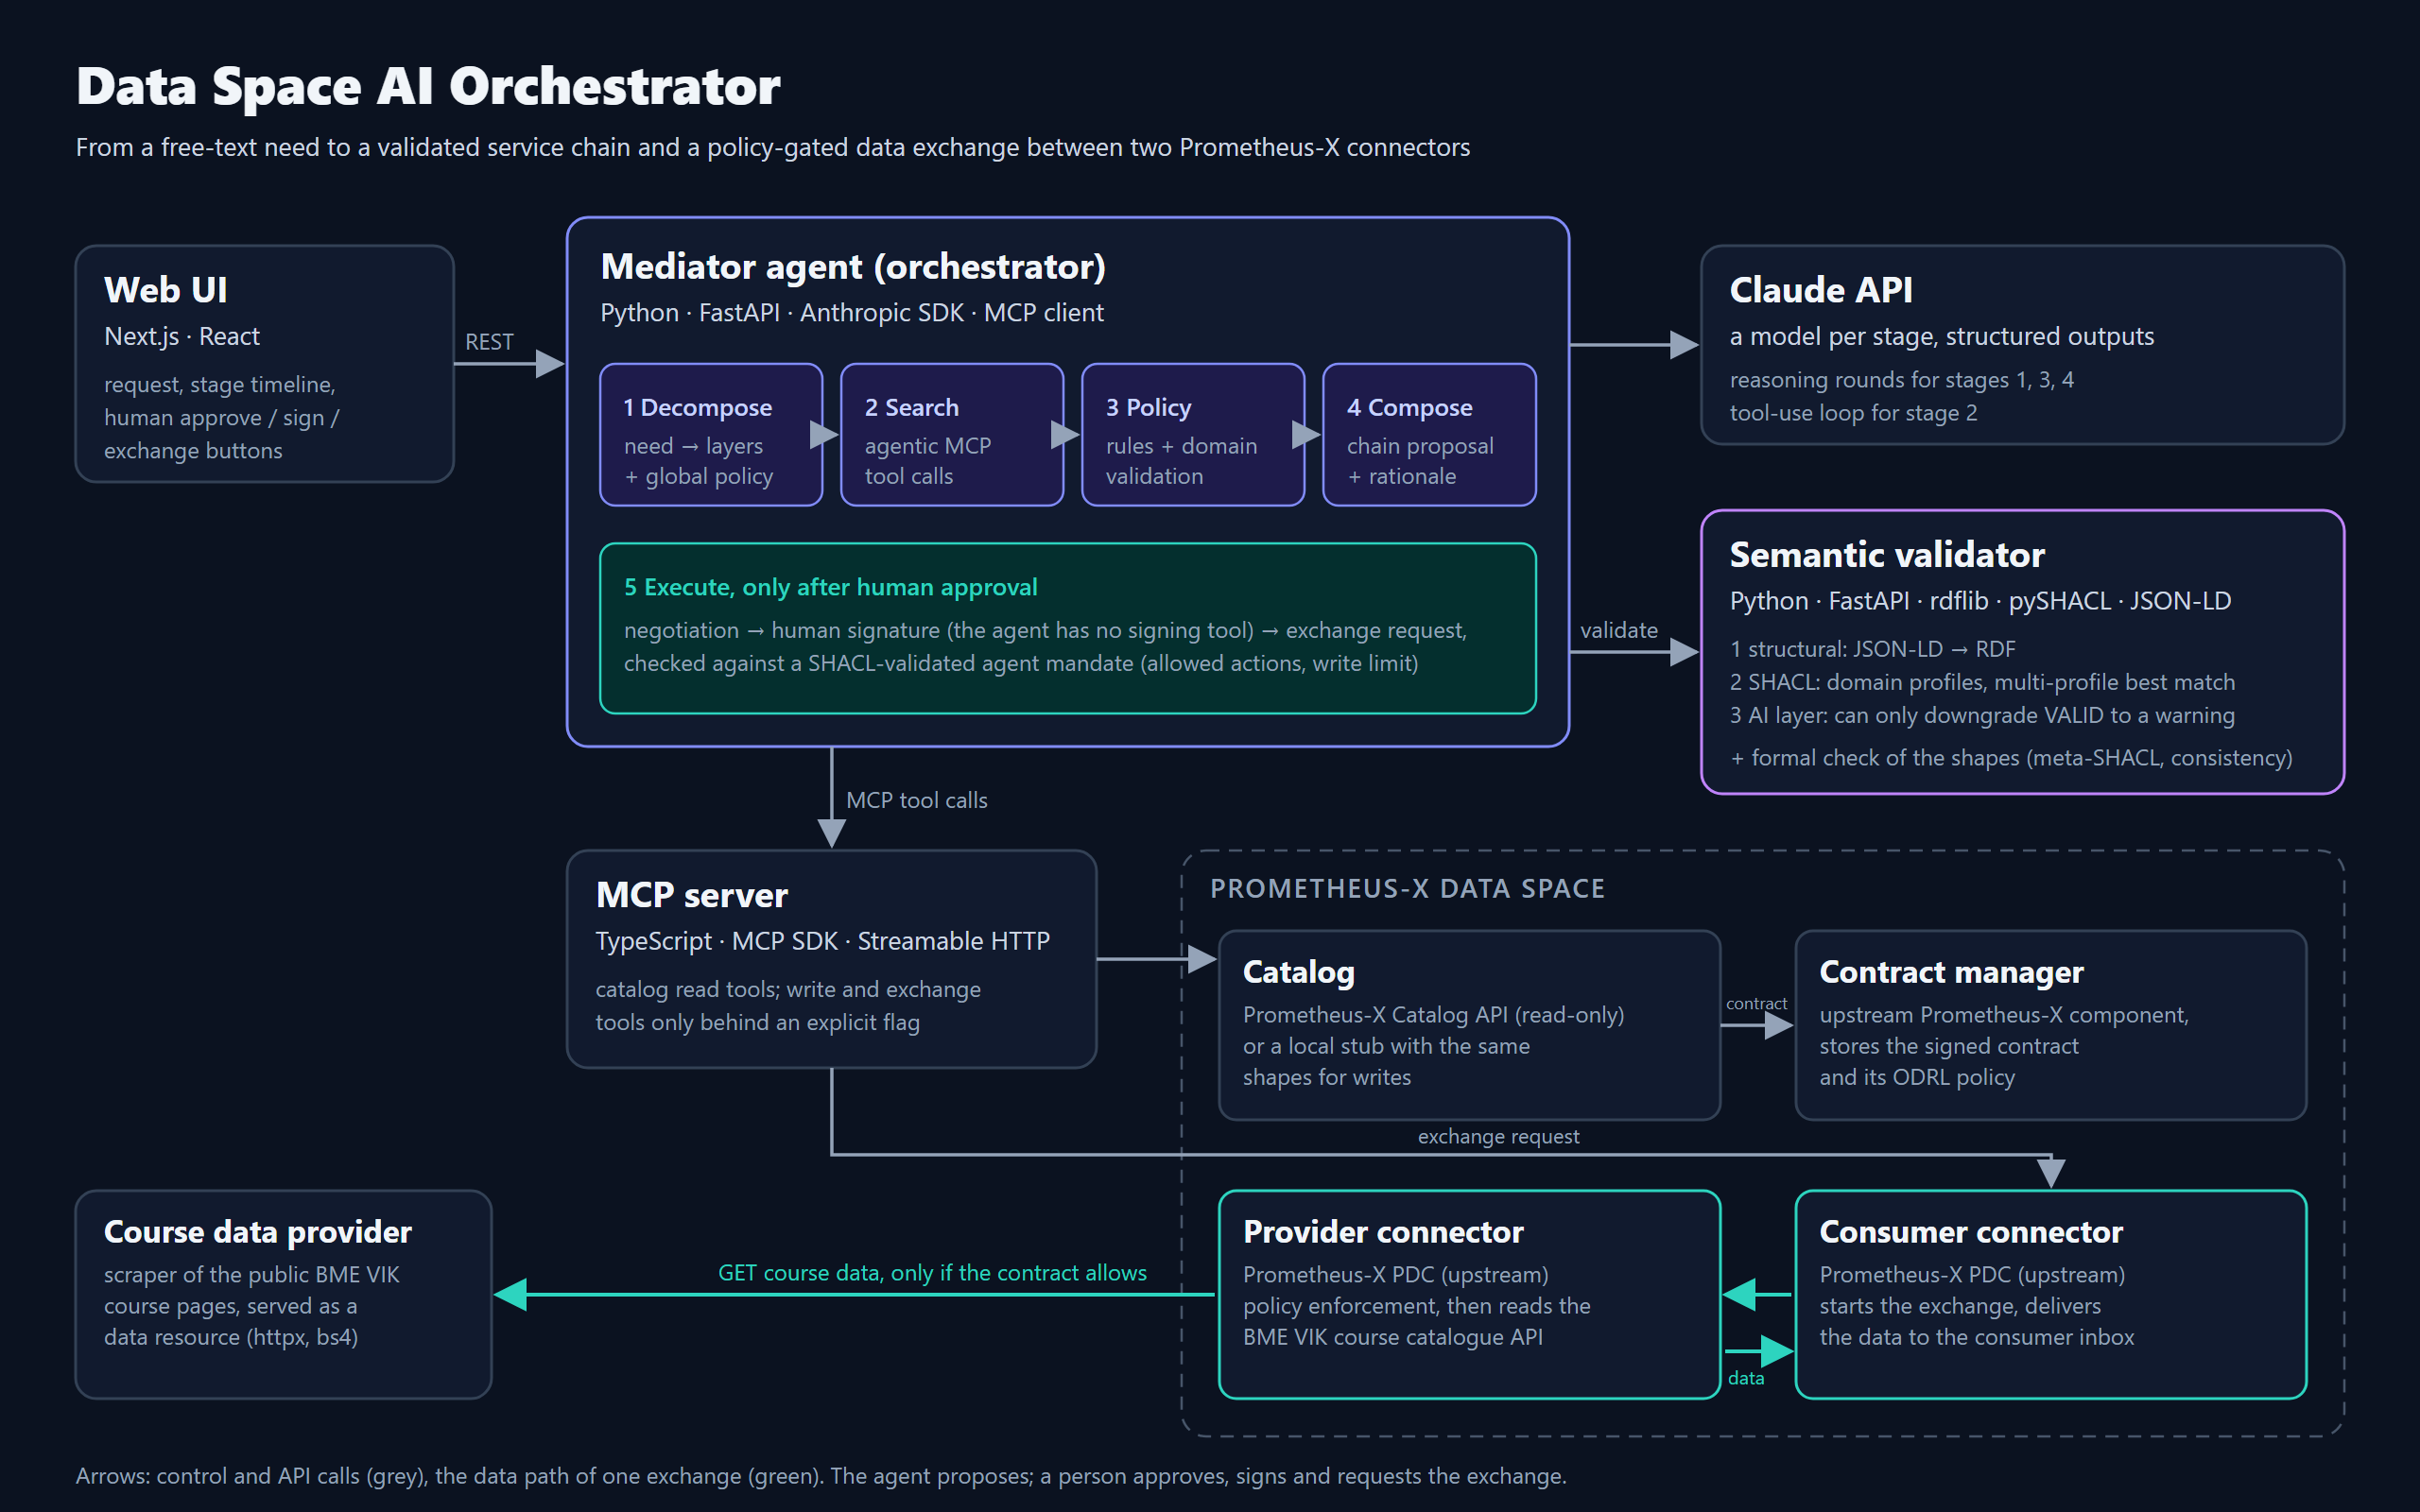 Data Space AI Orchestrator
From a free-text need to a validated service chain and a policy-gated data exchange between two Prometheus-X connectors
Web UI
Next.js · React
request, stage timeline,
human approve / sign /
exchange buttons
REST
Mediator agent (orchestrator)
Python · FastAPI · Anthropic SDK · MCP client
1 Decompose
need → layers
+ global policy
2 Search
agentic MCP
tool calls
3 Policy
rules + domain
validation
4 Compose
chain proposal
+ rationale
5 Execute, only after human approval
negotiation → human signature (the agent has no signing tool) → exchange request,
checked against a SHACL-validated agent mandate (allowed actions, write limit)
Claude API
a model per stage, structured outputs
reasoning rounds for stages 1, 3, 4
tool-use loop for stage 2
validate
Semantic validator
Python · FastAPI · rdflib · pySHACL · JSON-LD
1 structural: JSON-LD → RDF
2 SHACL: domain profiles, multi-profile best match
3 AI layer: can only downgrade VALID to a warning
+ formal check of the shapes (meta-SHACL, consistency)
MCP tool calls
MCP server
TypeScript · MCP SDK · Streamable HTTP
catalog read tools; write and exchange
tools only behind an explicit flag
PROMETHEUS-X DATA SPACE
Catalog
Prometheus-X Catalog API (read-only)
or a local stub with the same
shapes for writes
contract
Contract manager
upstream Prometheus-X component,
stores the signed contract
and its ODRL policy
exchange request
Course data provider
scraper of the public BME VIK
course pages, served as a
data resource (httpx, bs4)
GET course data, only if the contract allows
Provider connector
Prometheus-X PDC (upstream)
policy enforcement, then reads the
BME VIK course catalogue API
data
Consumer connector
Prometheus-X PDC (upstream)
starts the exchange, delivers
the data to the consumer inbox
Arrows: control and API calls (grey), the data path of one exchange (green). The agent proposes; a person approves, signs and requests the exchange.